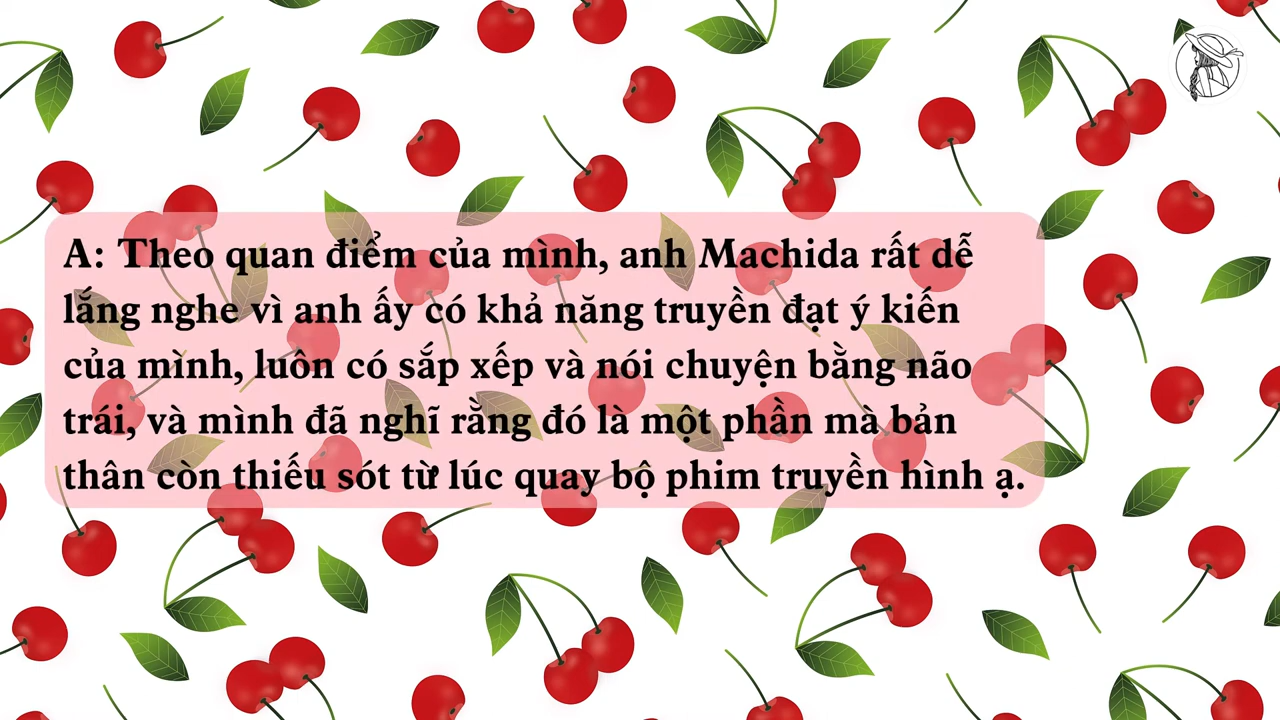 A: Theo quan điểm của mình, anh Machida rất dễ
lắng nghe vì anh ấy có khả năng truyền đạt ý kiến
của mình, luôn có sắp xếp và nói chuyện bằng não
trái, và mình đã nghĩ rằng đó là một phần mà bản
thân còn thiếu sót từ lúc quay bộ phim truyền hình ạ.